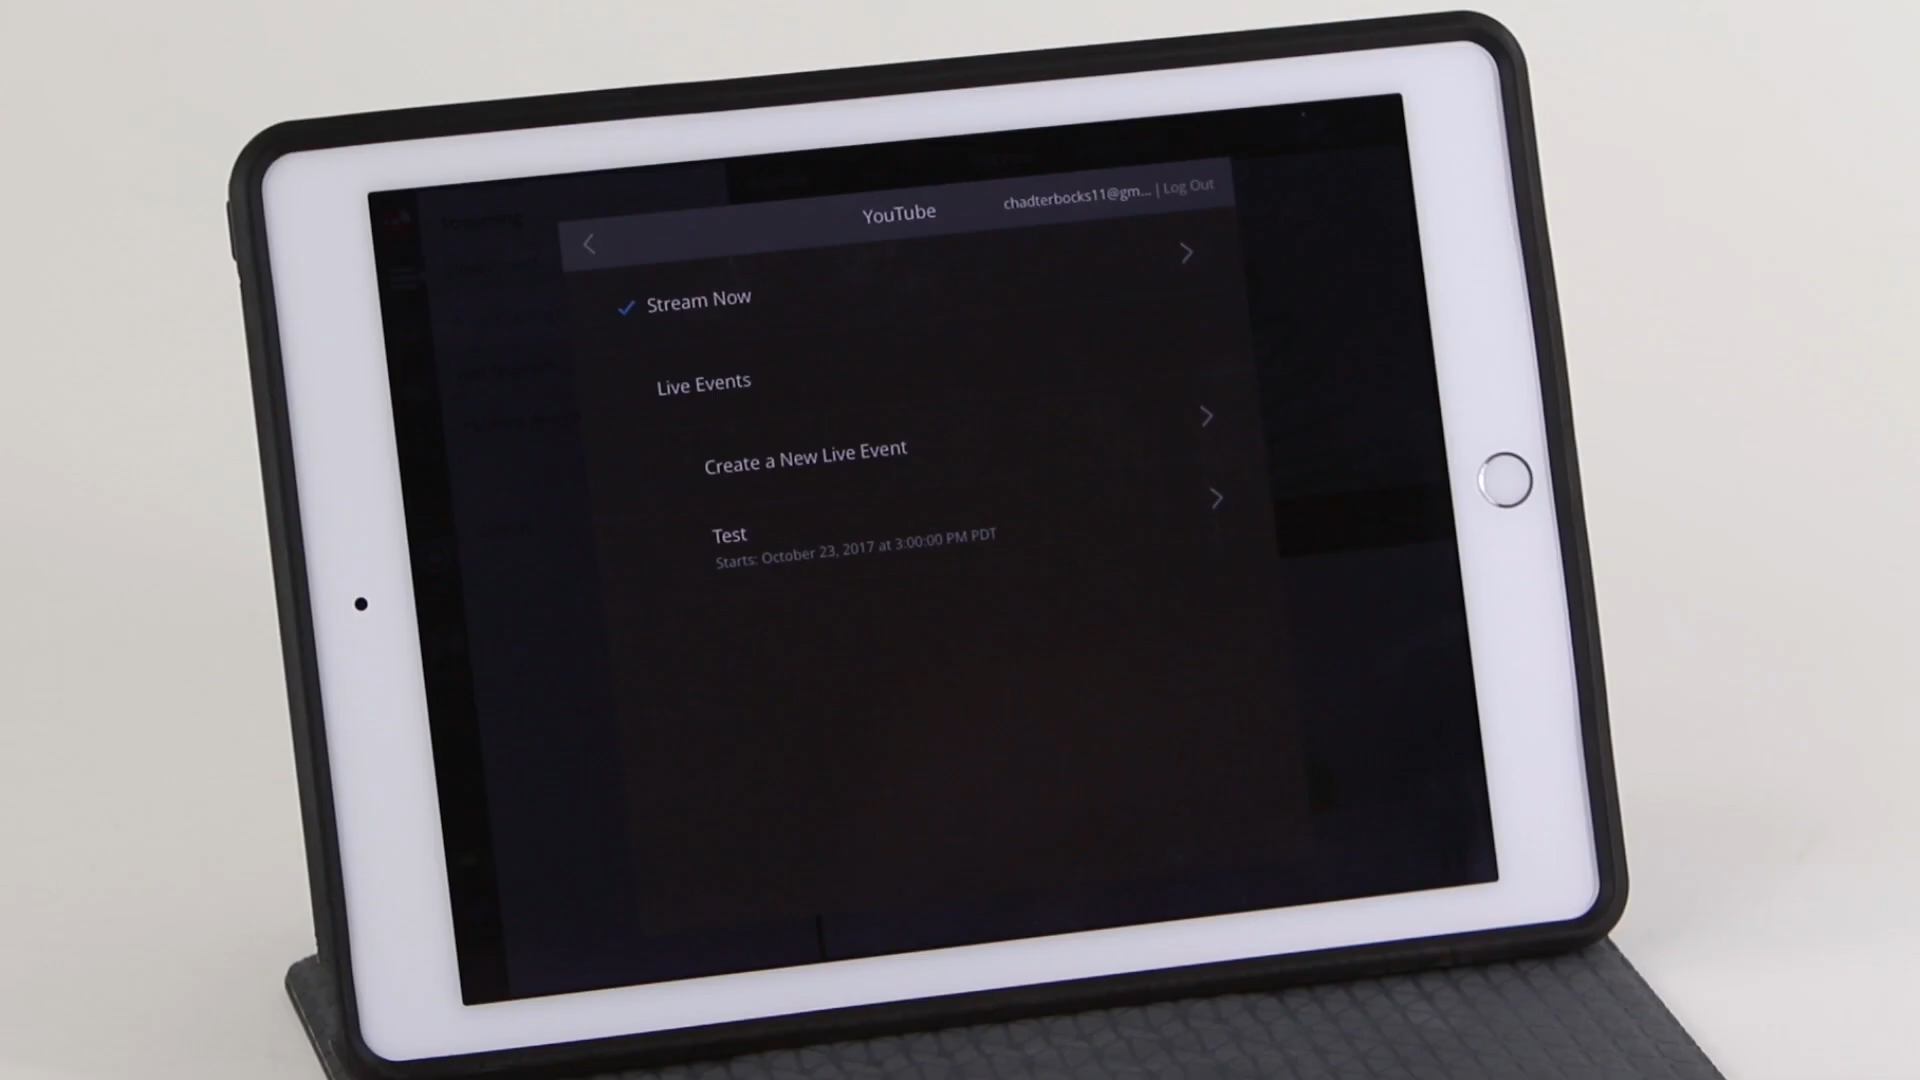 YouTube
chadterbocks11@gm... | Log Out
Stream Now
Live Events
Create a New Live Event
Test
Starts: October 23, 2017 at 3:00:00 PM PDT
Streaming